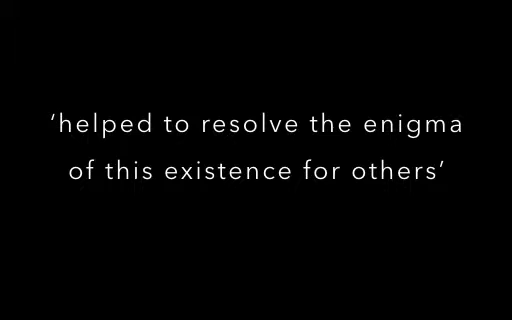 ‘helped to resolve the enigma
of this existence for others’